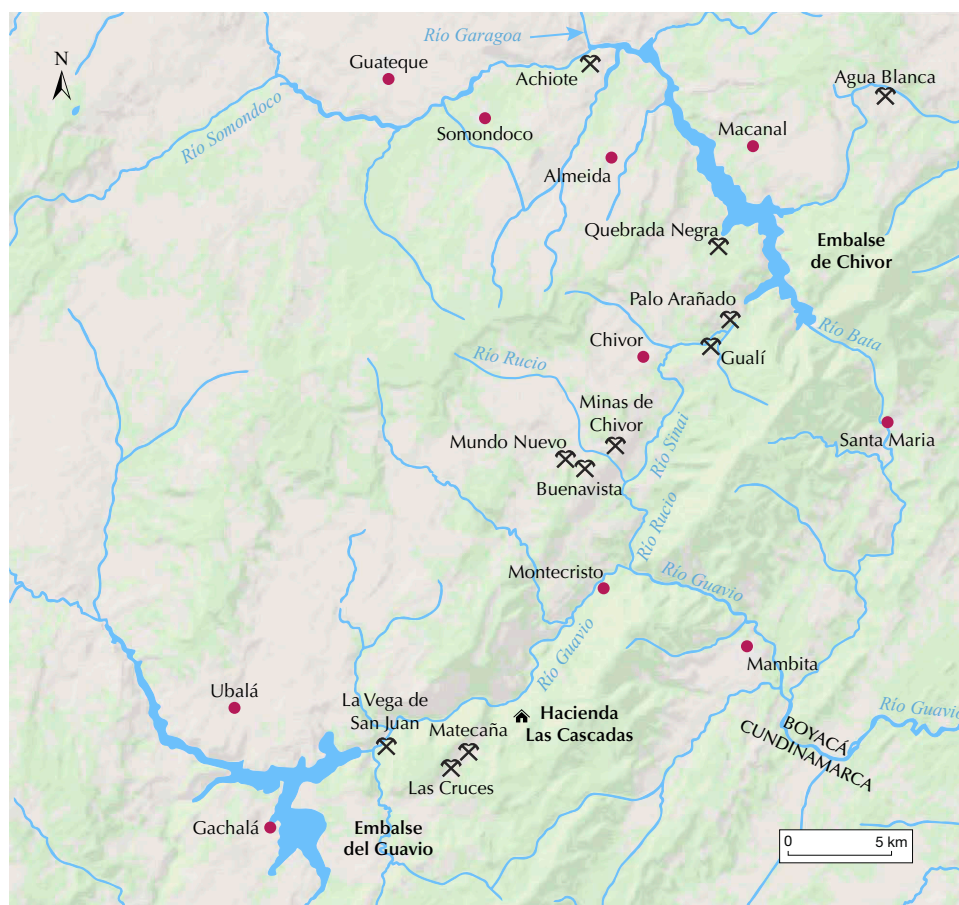 Río Garagoa
N
Guateque
Achiote
Agua Blanca
Río Somondoco
Somondoco
Macanal
Almeida
Quebrada Negra
Embalse
de Chivor
Palo Arañado
Río Bata
Chivor
Gualí
Río Rucio
Minas de
Chivor
Río Sinai
Santa Maria
Mundo Nuevo
Buenavista
Río Rucio
Montecristo
Río Guavio
Río Guavio
Mambita
Ubalá
La Vega de
San Juan
Hacienda
Las Cascadas
Matecaña
Río Guavio
BOYACÁ
CUNDINAMARCA
Las Cruces
Gachalá
Embalse
del Guavio
0 5 km